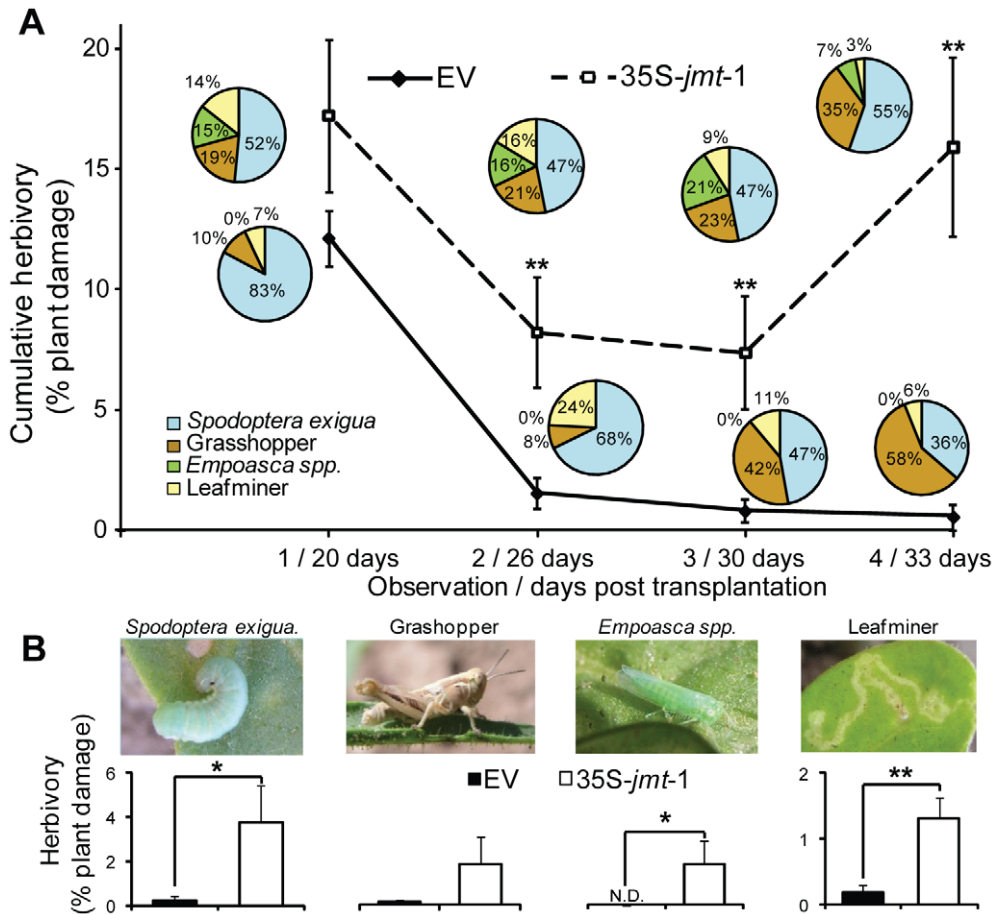 A
Cumulative herbivory
(% plant damage)
20
15
10
5
0
EV
35S-jmt-1
14%
15%
19%
52%
0%
7%
10%
83%
16%
16%
21%
47%
**
24%
0%
8%
68%
9%
21%
23%
47%
**
11%
0%
42%
47%
7%
3%
35%
55%
**
6%
0%
58%
36%
Spodoptera exigua
Grasshopper
Empoasca spp.
Leafminer
1 / 20 days
2 / 26 days
3 / 30 days
4 / 33 days
Observation / days post transplantation
B
Spodoptera exigua.
Grashopper
Empoasca spp.
Leafminer
Herbivory
(% plant damage)
6
4
2
0
*
EV
35S-jmt-1
N.D.
*
2
1
0
**